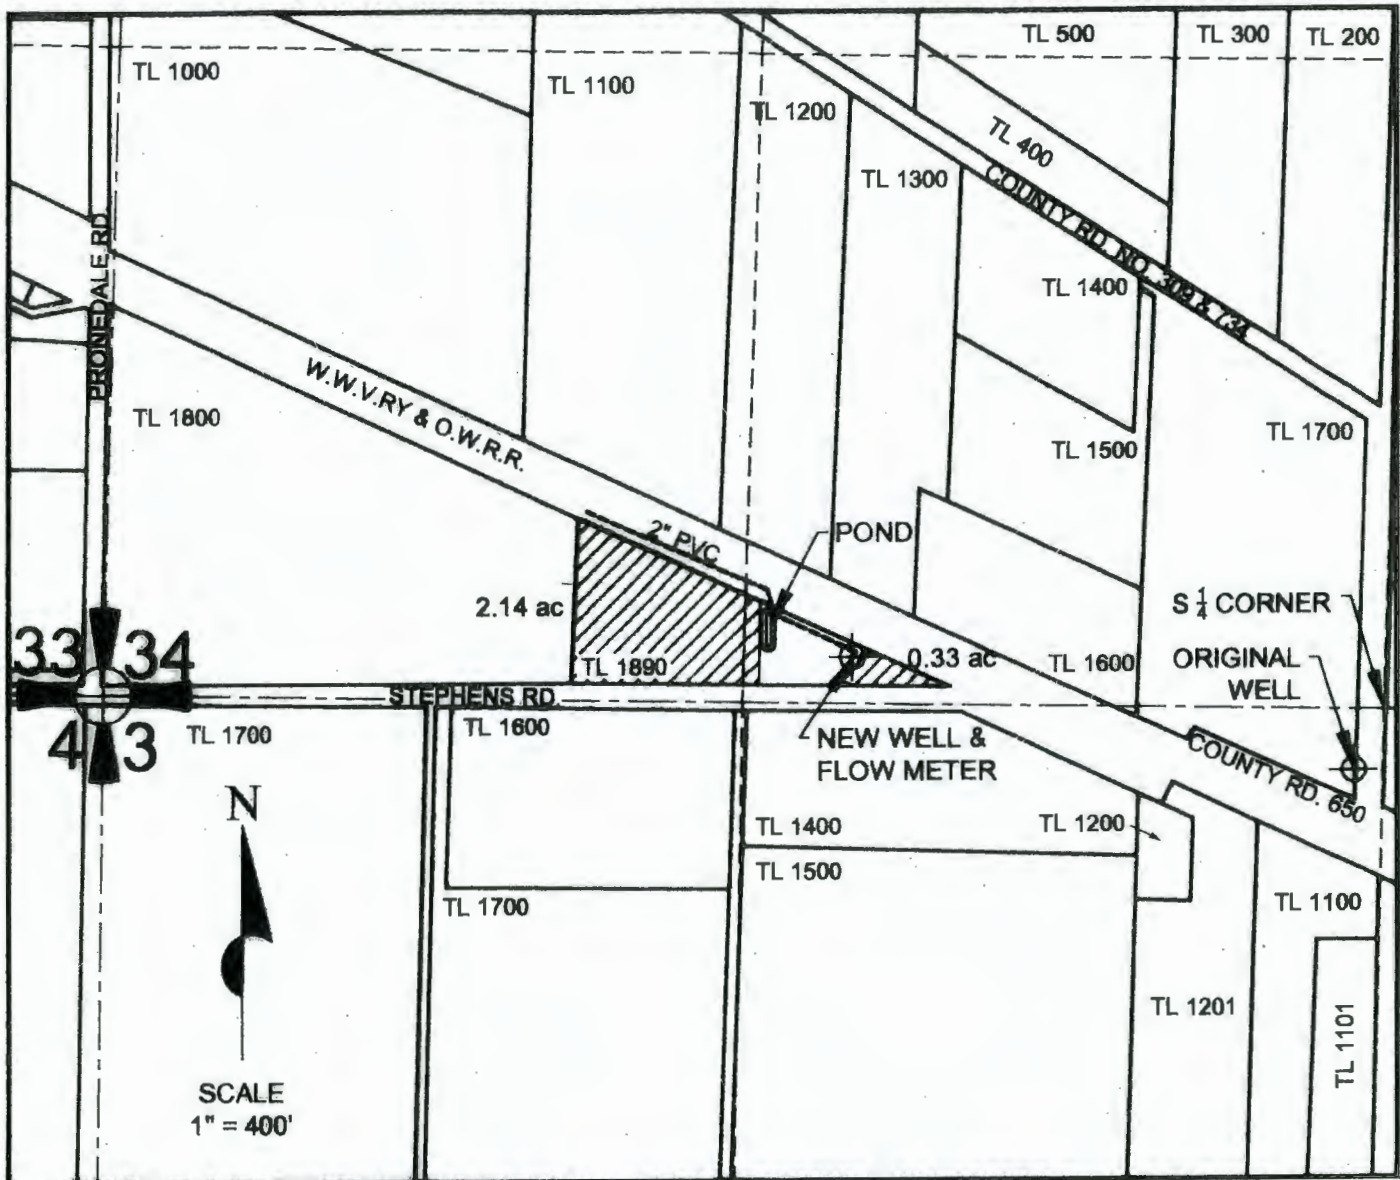 TL 1000
TL 1100
TL 1200
TL 1300
TL 500
TL 300
TL 200
TL 400
COUNTY RD. NO. 309 & 734
TL 1400
TL 1500
TL 1700
PRONEDALE RD
W.W.V.RY & O.W.R.R.
TL 1800
2" PVC
POND
2.14 ac
TL 1890
0.33 ac
TL 1600
S 1/4 CORNER
ORIGINAL
WELL
33
34
4
3
STEPHENS RD
TL 1700
TL 1600
NEW WELL &
FLOW METER
COUNTY RD. 650
TL 1400
TL 1200
TL 1500
TL 1700
TL 1100
TL 1201
TL 1101
N
SCALE
1" = 400'